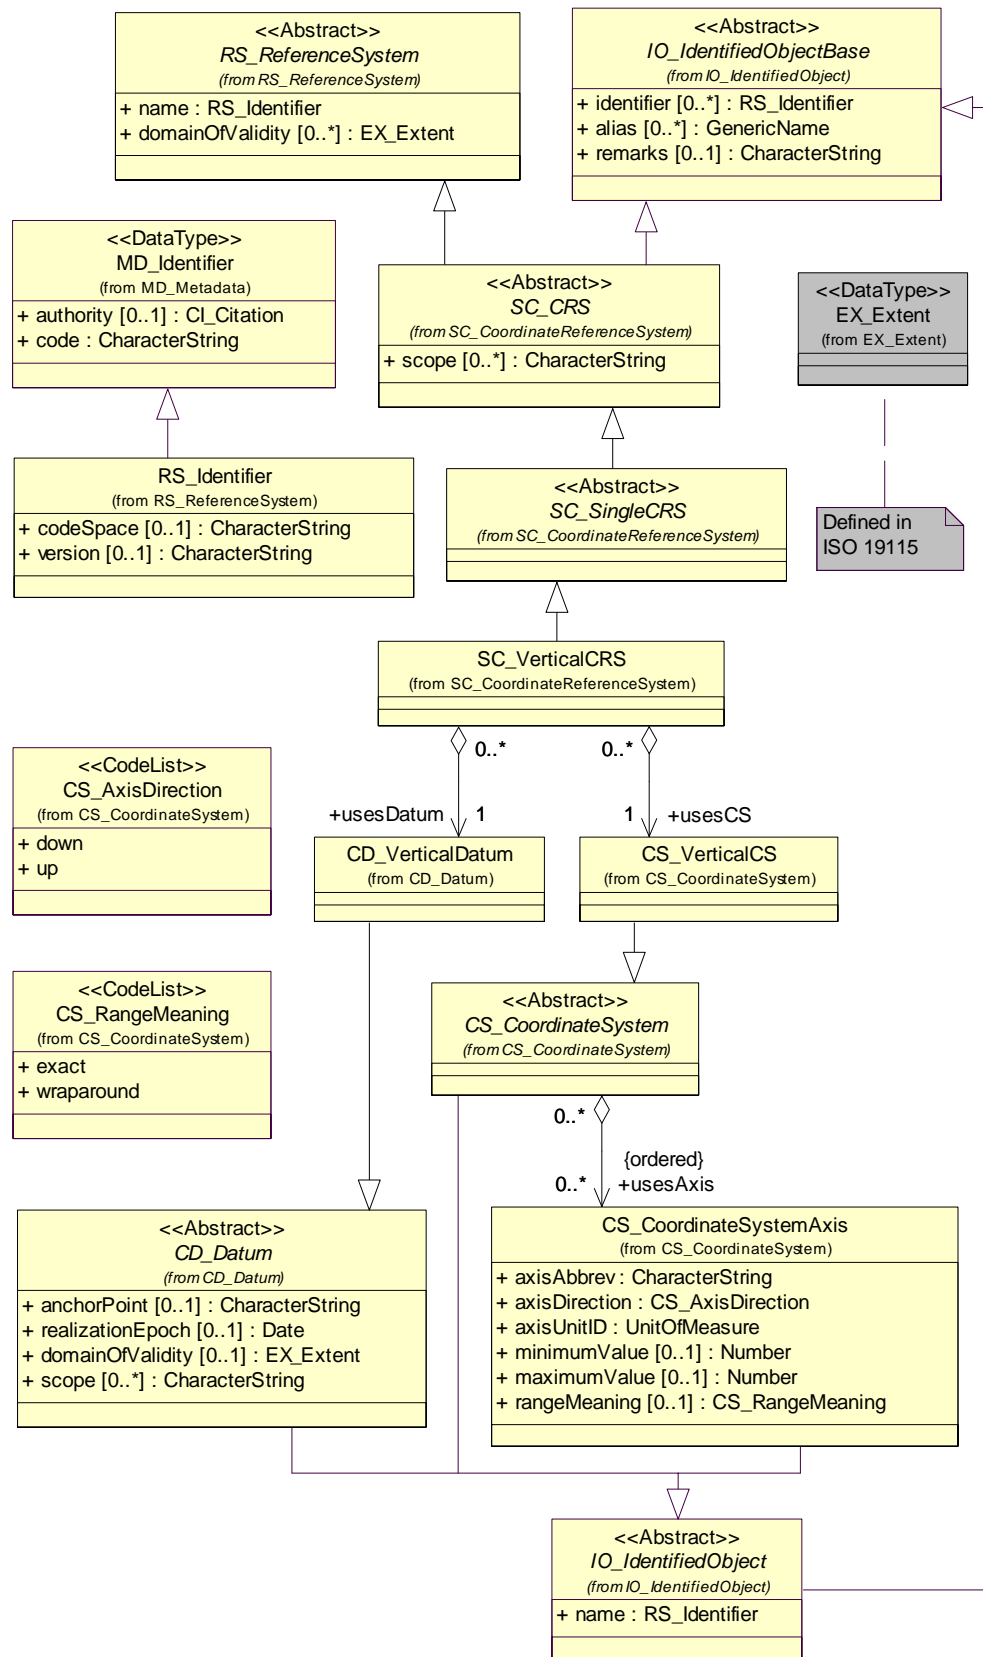 <<Abstract>>
RS_ReferenceSystem
(from RS_ReferenceSystem)
+ name : RS_Identifier
+ domainOfValidity [0..*] : EX_Extent
<<Abstract>>
IO_IdentifiedObjectBase
(from IO_IdentifiedObject)
+ identifier [0..*] : RS_Identifier
+ alias [0..*] : GenericName
+ remarks [0..1] : CharacterString
<<DataType>>
MD_Identifier
(from MD_Metadata)
+ authority [0..1] : CI_Citation
+ code : CharacterString
<<Abstract>>
SC_CRS
(from SC_CoordinateReferenceSystem)
+ scope [0..*] : CharacterString
<<DataType>>
EX_Extent
(from EX_Extent)
RS_Identifier
(from RS_ReferenceSystem)
+ codeSpace [0..1] : CharacterString
+ version [0..1] : CharacterString
<<Abstract>>
SC_SingleCRS
(from SC_CoordinateReferenceSystem)
Defined in
ISO 19115
SC_VerticalCRS
(from SC_CoordinateReferenceSystem)
0..*
0..*
<<CodeList>>
CS_AxisDirection
(from CS_CoordinateSystem)
+ down
+ up
+usesDatum
1
1
+usesCS
CD_VerticalDatum
(from CD_Datum)
CS_VerticalCS
(from CS_CoordinateSystem)
<<CodeList>>
CS_RangeMeaning
(from CS_CoordinateSystem)
+ exact
+ wraparound
<<Abstract>>
CS_CoordinateSystem
(from CS_CoordinateSystem)
0..*
{ordered}
0..*
+usesAxis
<<Abstract>>
CD_Datum
(from CD_Datum)
+ anchorPoint [0..1] : CharacterString
+ realizationEpoch [0..1] : Date
+ domainOfValidity [0..1] : EX_Extent
+ scope [0..*] : CharacterString
CS_CoordinateSystemAxis
(from CS_CoordinateSystem)
+ axisAbbrev : CharacterString
+ axisDirection : CS_AxisDirection
+ axisUnitID : UnitOfMeasure
+ minimumValue [0..1] : Number
+ maximumValue [0..1] : Number
+ rangeMeaning [0..1] : CS_RangeMeaning
<<Abstract>>
IO_IdentifiedObject
(from IO_IdentifiedObject)
+ name : RS_Identifier